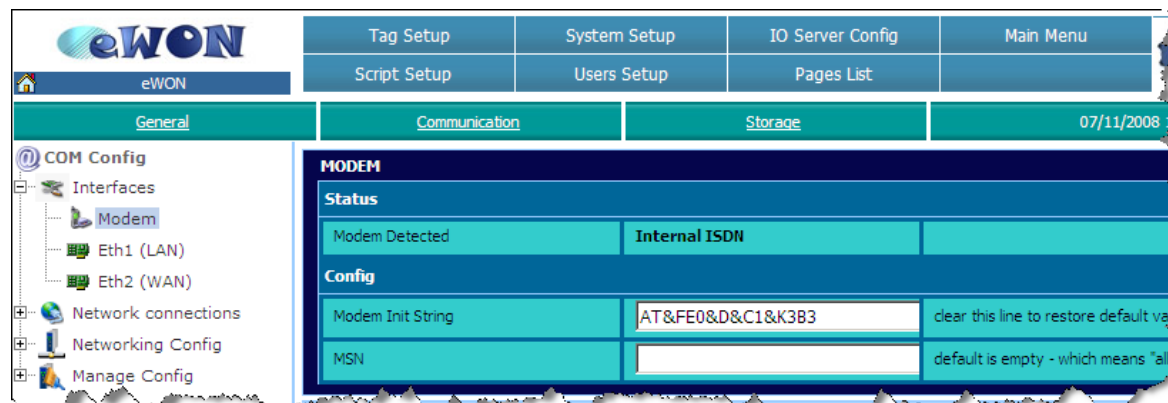 eWON
Tag Setup
System Setup
IO Server Config
Main Menu
eWON
Script Setup
Users Setup
Pages List
General
Communication
Storage
07/11/2008
COM Config
Interfaces
Modem
Eth1 (LAN)
Eth2 (WAN)
Network connections
Networking Config
Manage Config
MODEM
Status
Modem Detected
Internal ISDN
Config
Modem Init String
AT&FE0&D&C1&K3B3
clear this line to restore default va
MSN
default is empty - which means "al